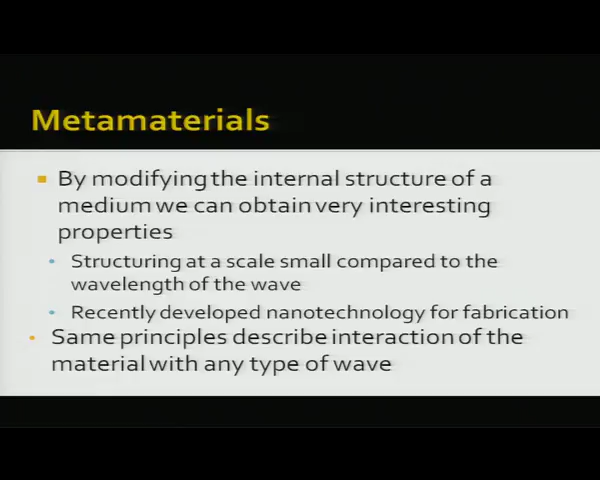 Metamaterials
By modifying the internal structure of a
medium we can obtain very interesting
properties
Structuring at a scale small compared to the
wavelength of the wave
Recently developed nanotechnology for fabrication
Same principles describe interaction of the
material with any type of wave